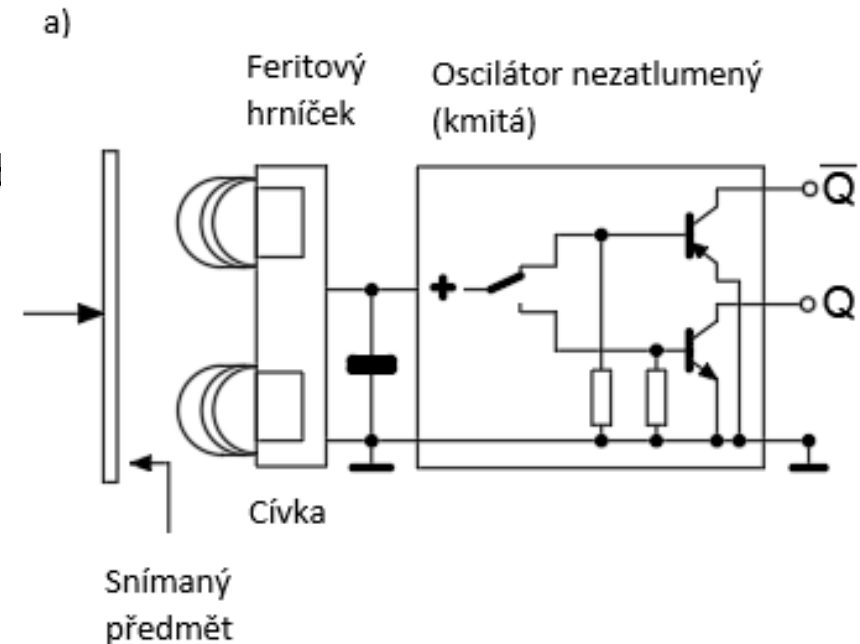 a)
Feritový
hrníček
Oscilátor nezatlumený
(kmitá)
Q̅
+
Q
Cívka
Snímaný
předmět